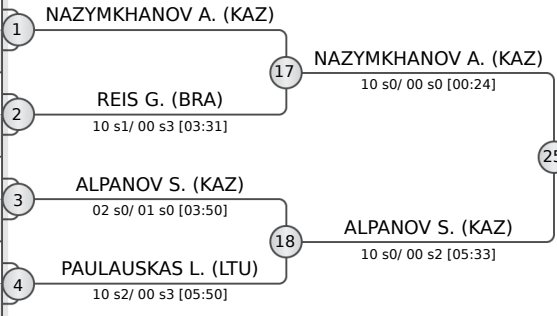 NAZYMKHANOV A. (KAZ)
1
NAZYMKHANOV A. (KAZ)
17
10 s0/ 00 s0 [00:24]
REIS G. (BRA)
2
10 s1/ 00 s3 [03:31]
25
ALPANOV S. (KAZ)
3
02 s0/ 01 s0 [03:50]
ALPANOV S. (KAZ)
18
10 s0/ 00 s2 [05:33]
PAULAUSKAS L. (LTU)
4
10 s2/ 00 s3 [05:50]